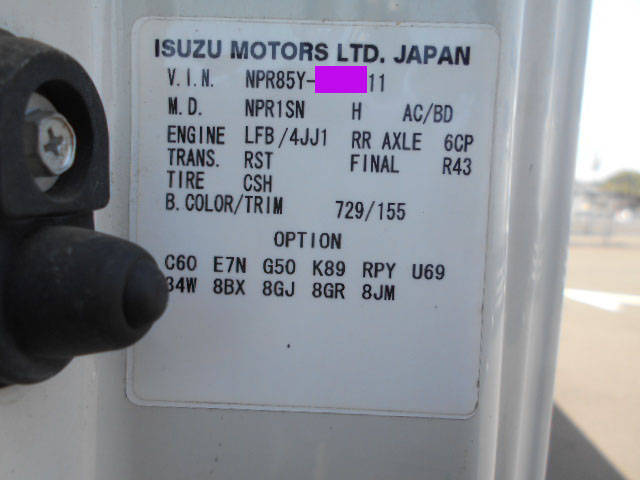 ISUZU MOTORS LTD. JAPAN
V.I.N. NPR85Y- 11
M.D. NPR1SN H AC/BD
ENGINE LFB/4JJ1 RR AXLE 6CP
TRANS. RST FINAL R43
TIRE CSH
B.COLOR/TRIM 729/155
OPTION
C60 E7N G50 K89 RPY U69
34W 8BX 8GJ 8GR 8JM